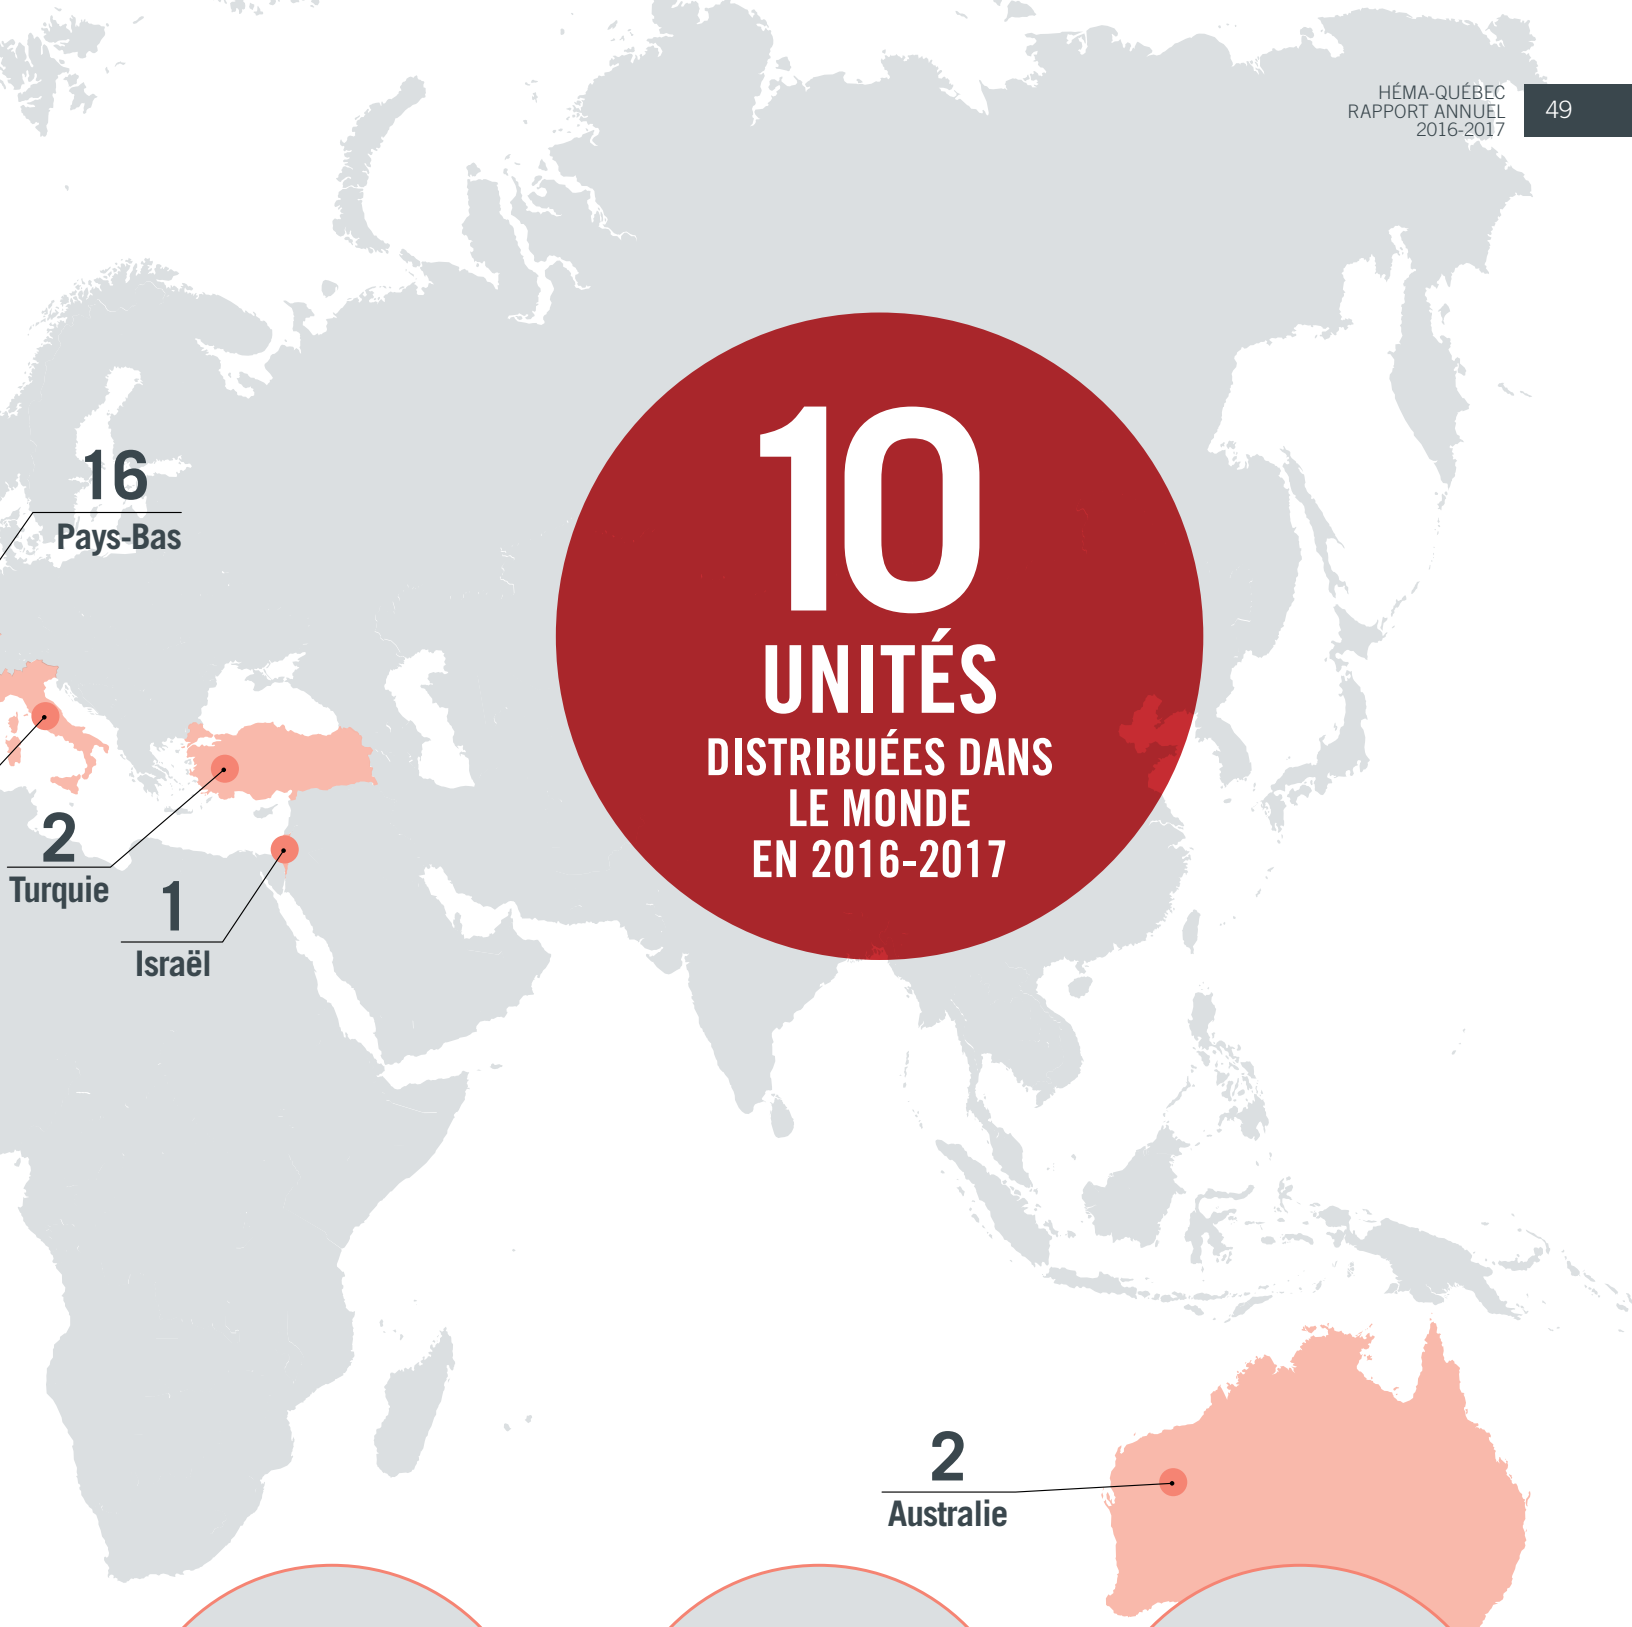 HÉMA-QUÉBEC
RAPPORT ANNUEL
2016-2017
49
16
Pays-Bas
10
UNITÉS
DISTRIBUÉES DANS
LE MONDE
EN 2016-2017
2
Turquie
1
Israël
2
Australie